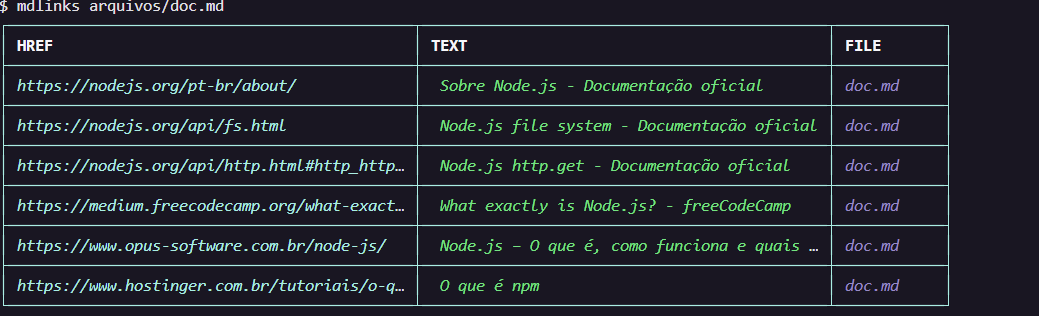 $ mdlinks arquivos/doc.md
HREF TEXT FILE
https://nodejs.org/pt-br/about/ Sobre Node.js - Documentação oficial doc.md
https://nodejs.org/api/fs.html Node.js file system - Documentação oficial doc.md
https://nodejs.org/api/http.html#http_http… Node.js http.get - Documentação oficial doc.md
https://medium.freecodecamp.org/what-exact… What exactly is Node.js? - freeCodeCamp doc.md
https://www.opus-software.com.br/node-js/ Node.js – O que é, como funciona e quais … doc.md
https://www.hostinger.com.br/tutoriais/o-q… O que é npm doc.md